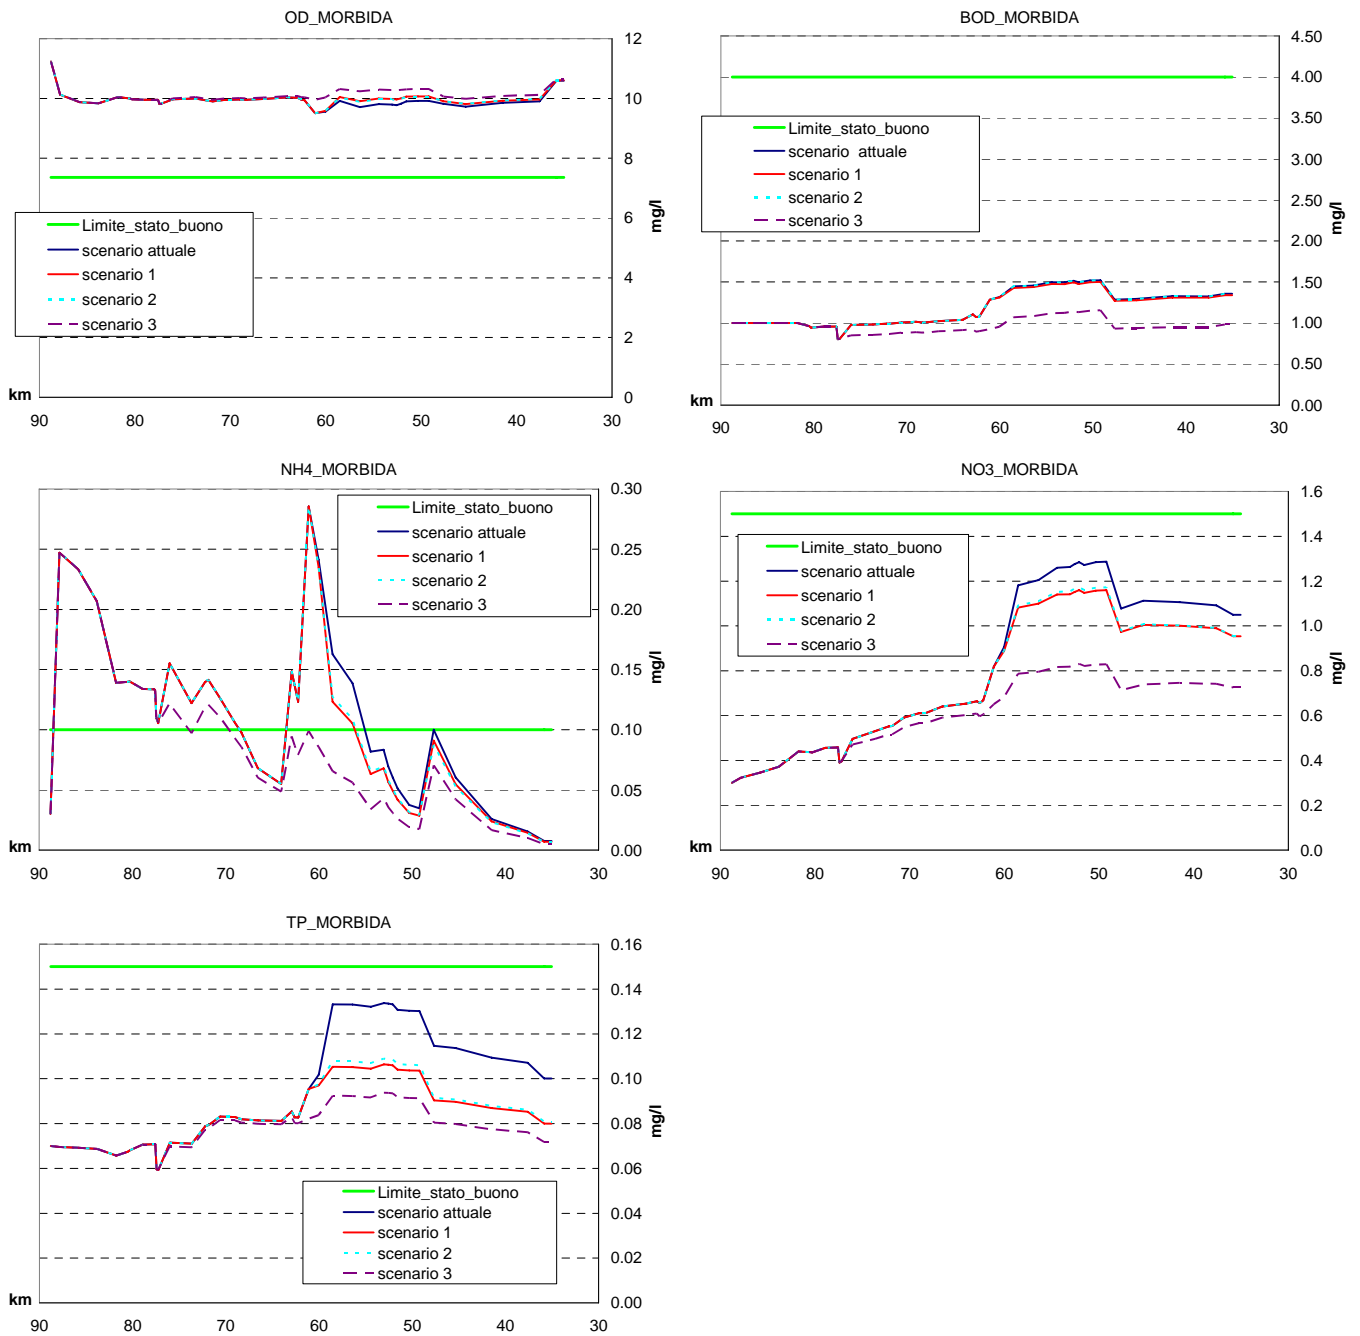 OD_MORBIDA
12
10
8
6
4
2
0
mg/l
Limite_stato_buono
scenario attuale
scenario 1
scenario 2
scenario 3
km
90 80 70 60 50 40 30
BOD_MORBIDA
4.50
4.00
3.50
3.00
2.50
2.00
1.50
1.00
0.50
0.00
mg/l
Limite_stato_buono
scenario attuale
scenario 1
scenario 2
scenario 3
km
90 80 70 60 50 40 30
NH4_MORBIDA
0.30
0.25
0.20
0.15
0.10
0.05
0.00
mg/l
Limite_stato_buono
scenario attuale
scenario 1
scenario 2
scenario 3
km
90 80 70 60 50 40 30
NO3_MORBIDA
1.6
1.4
1.2
1.0
0.8
0.6
0.4
0.2
0.0
mg/l
Limite_stato_buono
scenario attuale
scenario 1
scenario 2
scenario 3
km
90 80 70 60 50 40 30
TP_MORBIDA
0.16
0.14
0.12
0.10
0.08
0.06
0.04
0.02
0.00
mg/l
Limite_stato_buono
scenario attuale
scenario 1
scenario 2
scenario 3
km
90 80 70 60 50 40 30